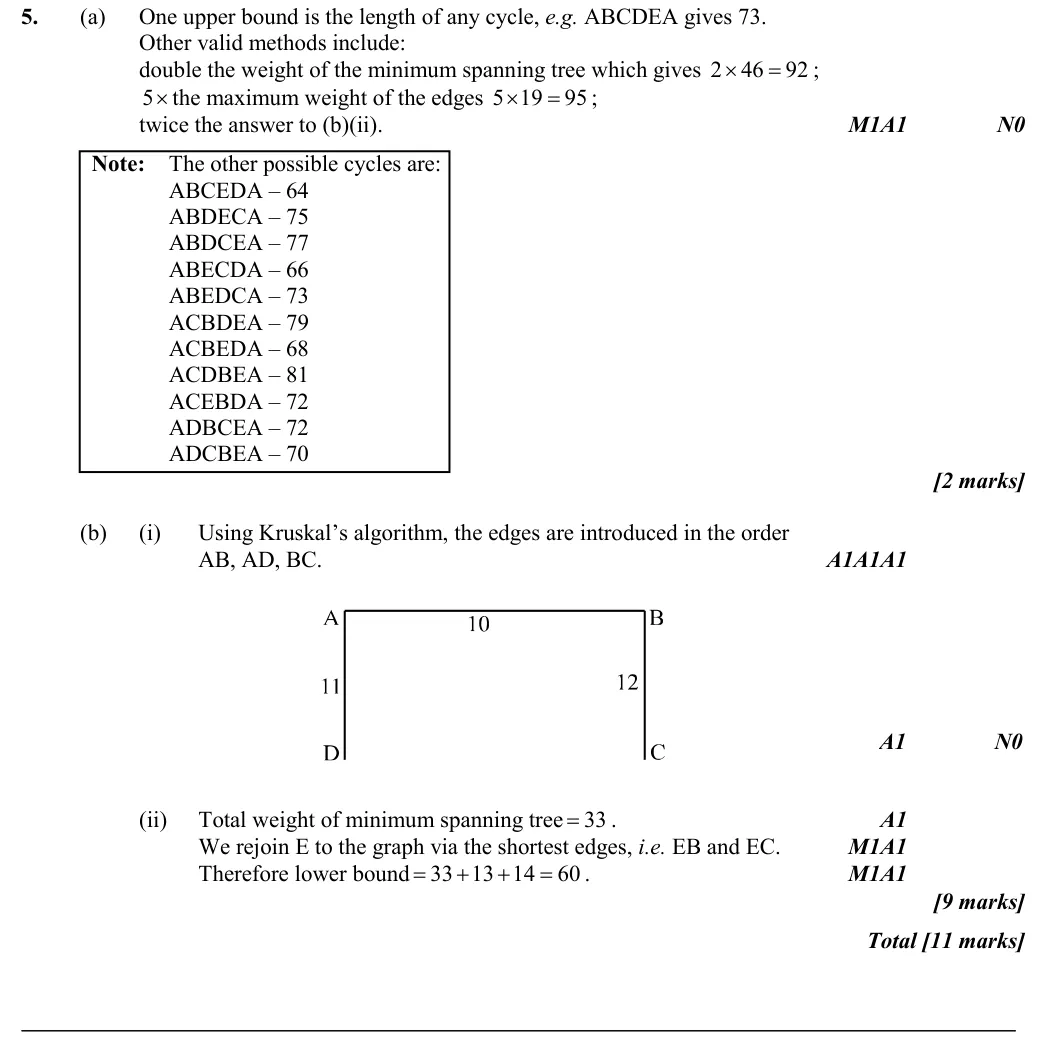 5. (a) One upper bound is the length of any cycle, e.g. ABCDEA gives 73.
Other valid methods include:
double the weight of the minimum spanning tree which gives 2×46 = 92 ;
5× the maximum weight of the edges 5×19 = 95 ;
twice the answer to (b)(ii). M1A1 N0
Note: The other possible cycles are:
ABCEDA – 64
ABDECA – 75
ABDCEA – 77
ABECDA – 66
ABEDCA – 73
ACBDEA – 79
ACBEDA – 68
ACDBEA – 81
ACEBDA – 72
ADBCEA – 72
ADCBEA – 70
[2 marks]
(b) (i) Using Kruskal’s algorithm, the edges are introduced in the order
AB, AD, BC. A1A1A1
A 10 B
11 12
D C A1 N0
(ii) Total weight of minimum spanning tree = 33 . A1
We rejoin E to the graph via the shortest edges, i.e. EB and EC. M1A1
Therefore lower bound = 33 + 13 + 14 = 60 . M1A1
[9 marks]
Total [11 marks]